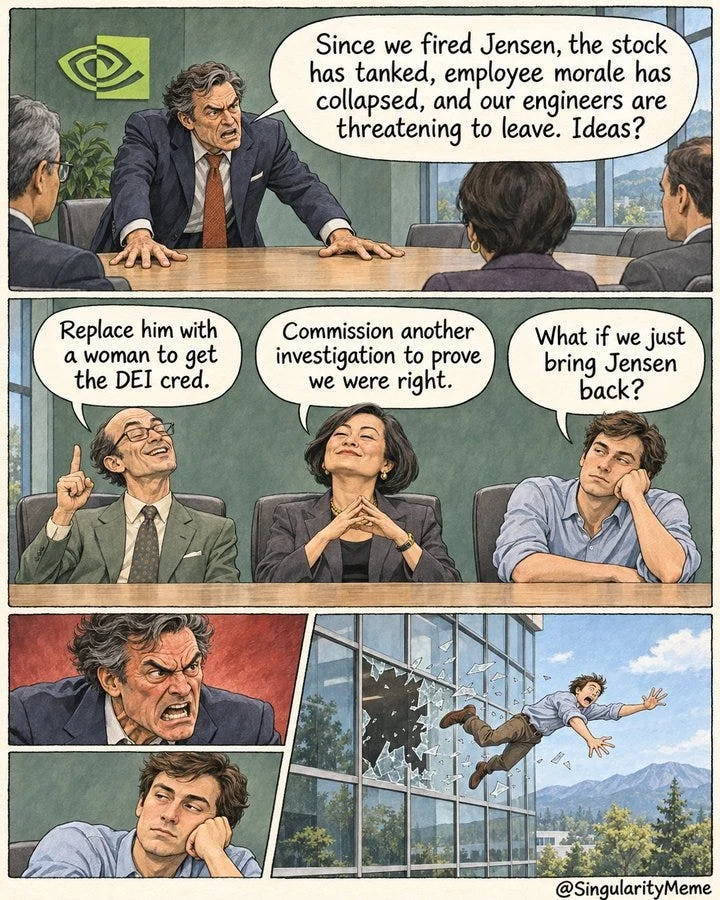 Since we fired Jensen, the stock
has tanked, employee morale has
collapsed, and our engineers are
threatening to leave. Ideas?
Replace him with
a woman to get
the DEI cred.
Commission another
investigation to prove
we were right.
What if we just
bring Jensen
back?
@SingularityMeme